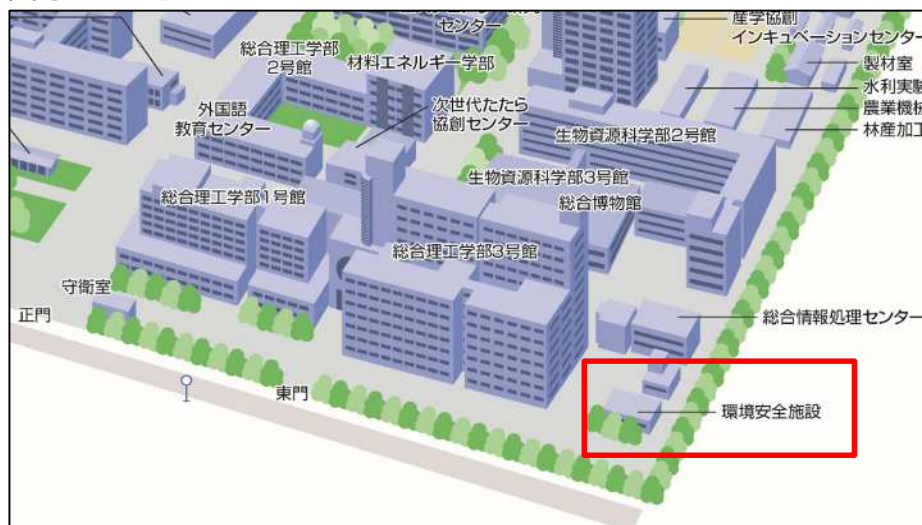 センター
産学協創
インキュベーションセンター
総合理工学部
2号館
材料エネルギー学部
製材室
水利実験
農業機械
林産加工
外国語
教育センター
次世代たたら
協創センター
生物資源科学部2号館
生物資源科学部3号館
総合理工学部1号館
総合博物館
総合理工学部3号館
守衛室
正門
総合情報処理センター
東門
環境安全施設